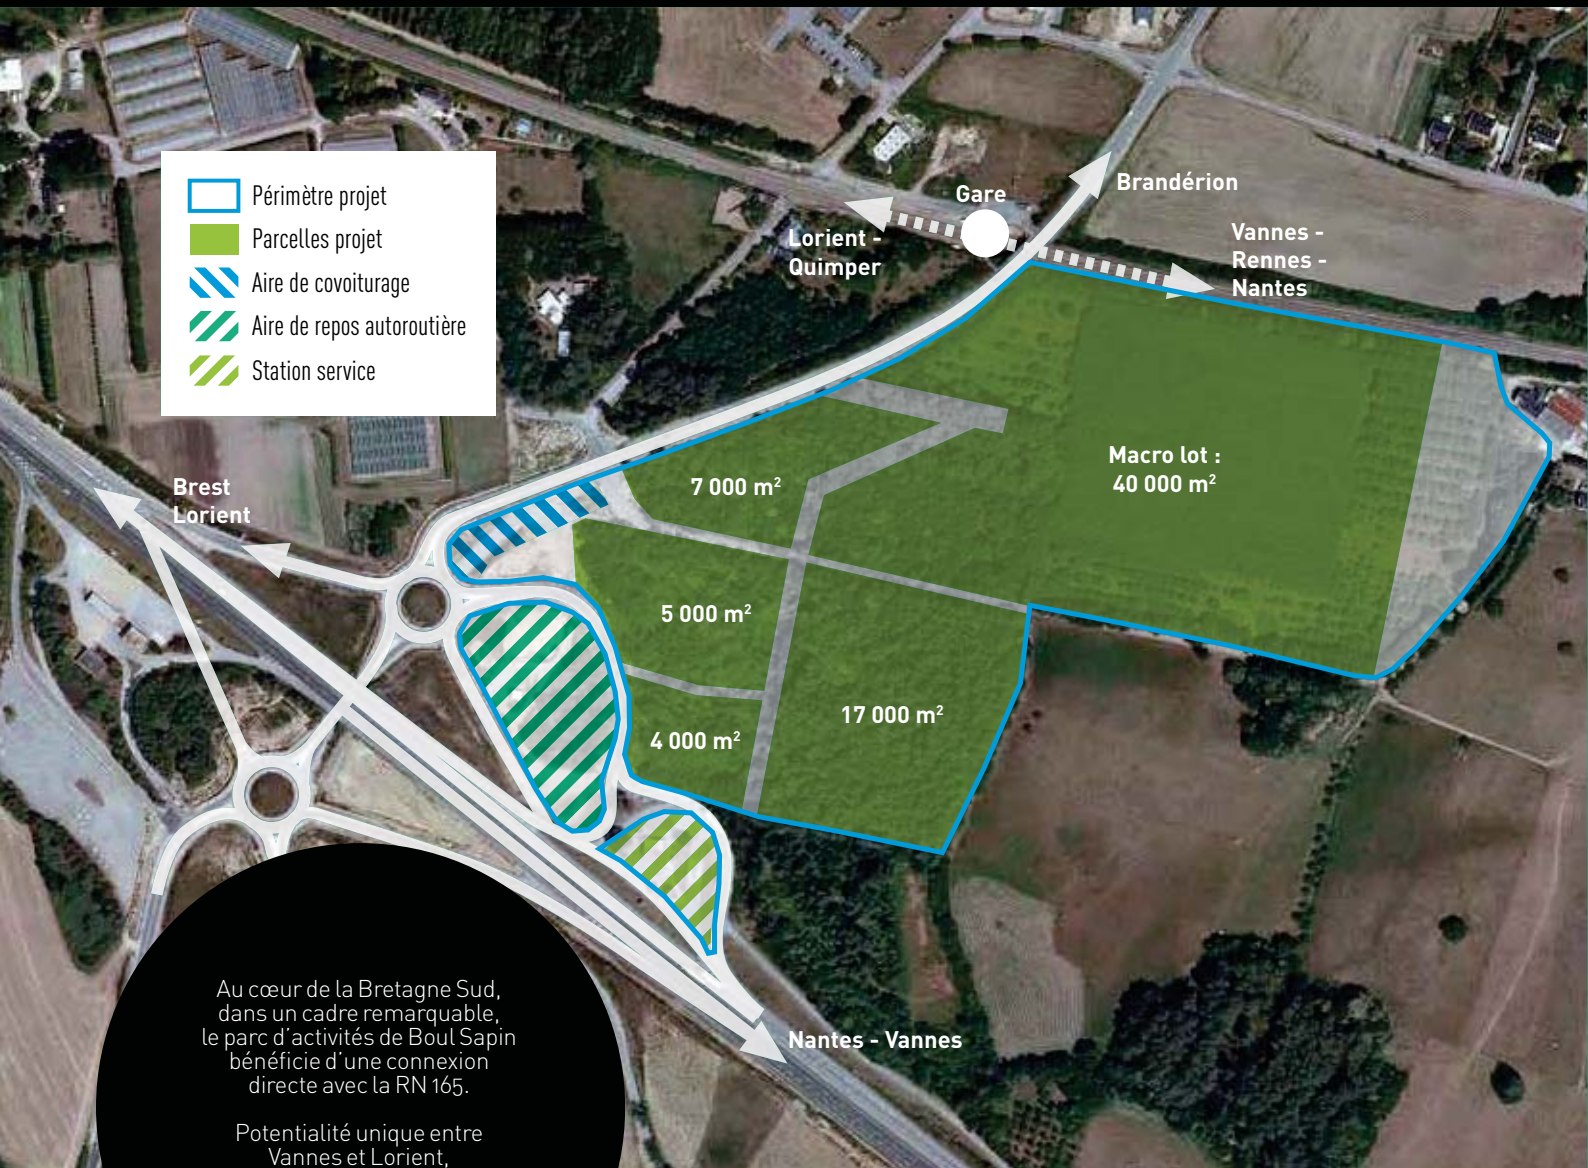 Périmètre projet
Parcelles projet
Aire de covoiturage
Aire de repos autoroutière
Station service
Gare
Brandérion
Lorient -
Quimper
Vannes -
Rennes -
Nantes
Macro lot :
40 000 m²
7 000 m²
Brest
Lorient
5 000 m²
17 000 m²
4 000 m²
Nantes - Vannes
Au cœur de la Bretagne Sud,
dans un cadre remarquable,
le parc d'activités de Boul Sapin
bénéficie d'une connexion
directe avec la RN 165.
Potentialité unique entre
Vannes et Lorient,